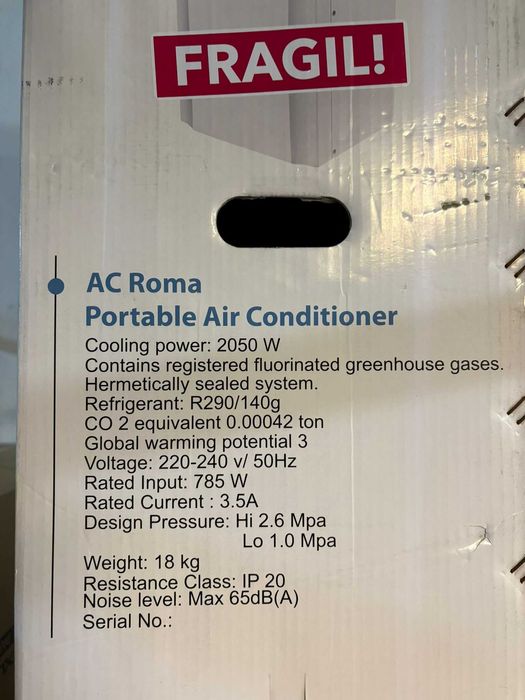 FRAGIL!
AC Roma
Portable Air Conditioner
Cooling power: 2050 W
Contains registered fluorinated greenhouse gases.
Hermetically sealed system.
Refrigerant: R290/140g
CO 2 equivalent 0.00042 ton
Global warming potential 3
Voltage: 220-240 v/ 50Hz
Rated Input: 785 W
Rated Current : 3.5A
Design Pressure: Hi 2.6 Mpa
Lo 1.0 Mpa
Weight: 18 kg
Resistance Class: IP 20
Noise level: Max 65dB(A)
Serial No.: